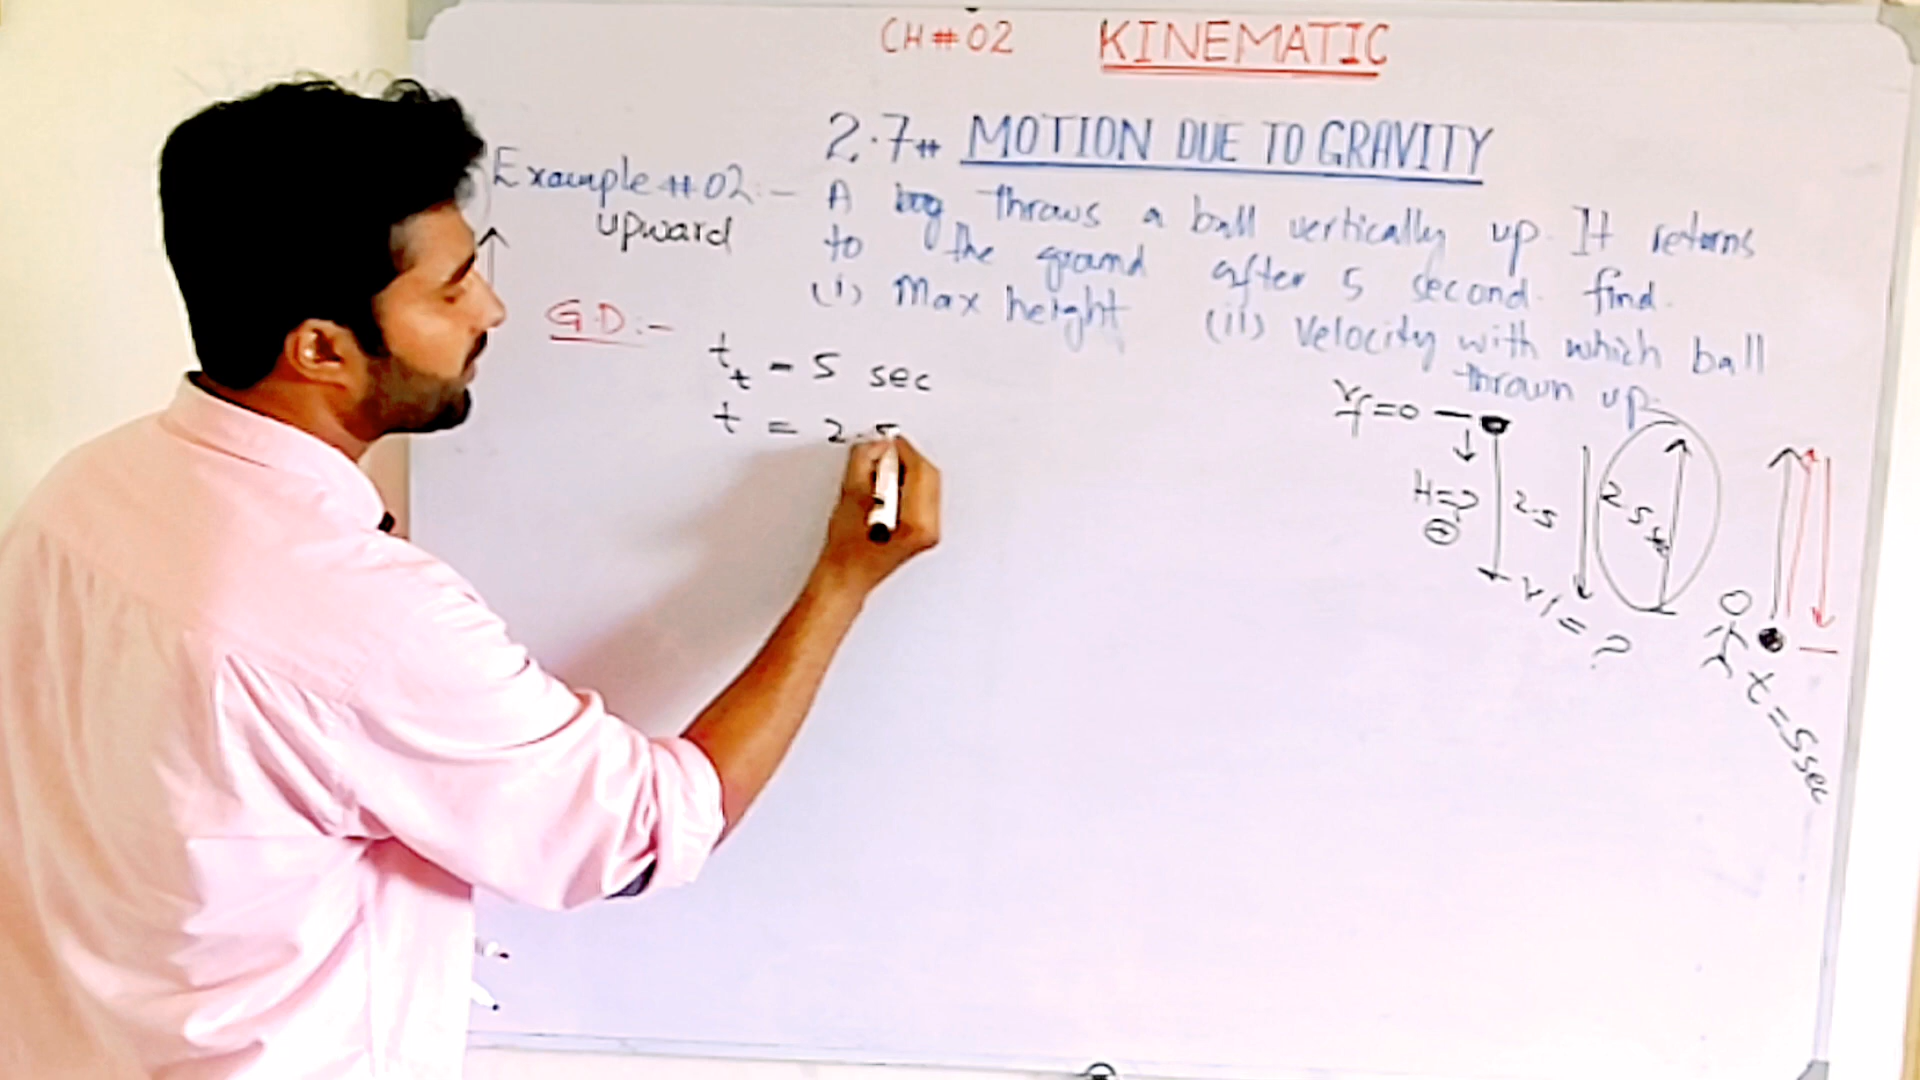 CH # 02 KINEMATIC
2.7# MOTION DUE TO GRAVITY
Example # 02:- A boy throws a ball vertically up. It returns
to the ground after 5 second. find.
(i) Max height (ii) Velocity with which ball
thrown up.
upward
G.D:-
tt = 5 sec
t = 2.5
vf = 0
H = ?
+
2.5
2.5
vi = ?
t = 5 sec